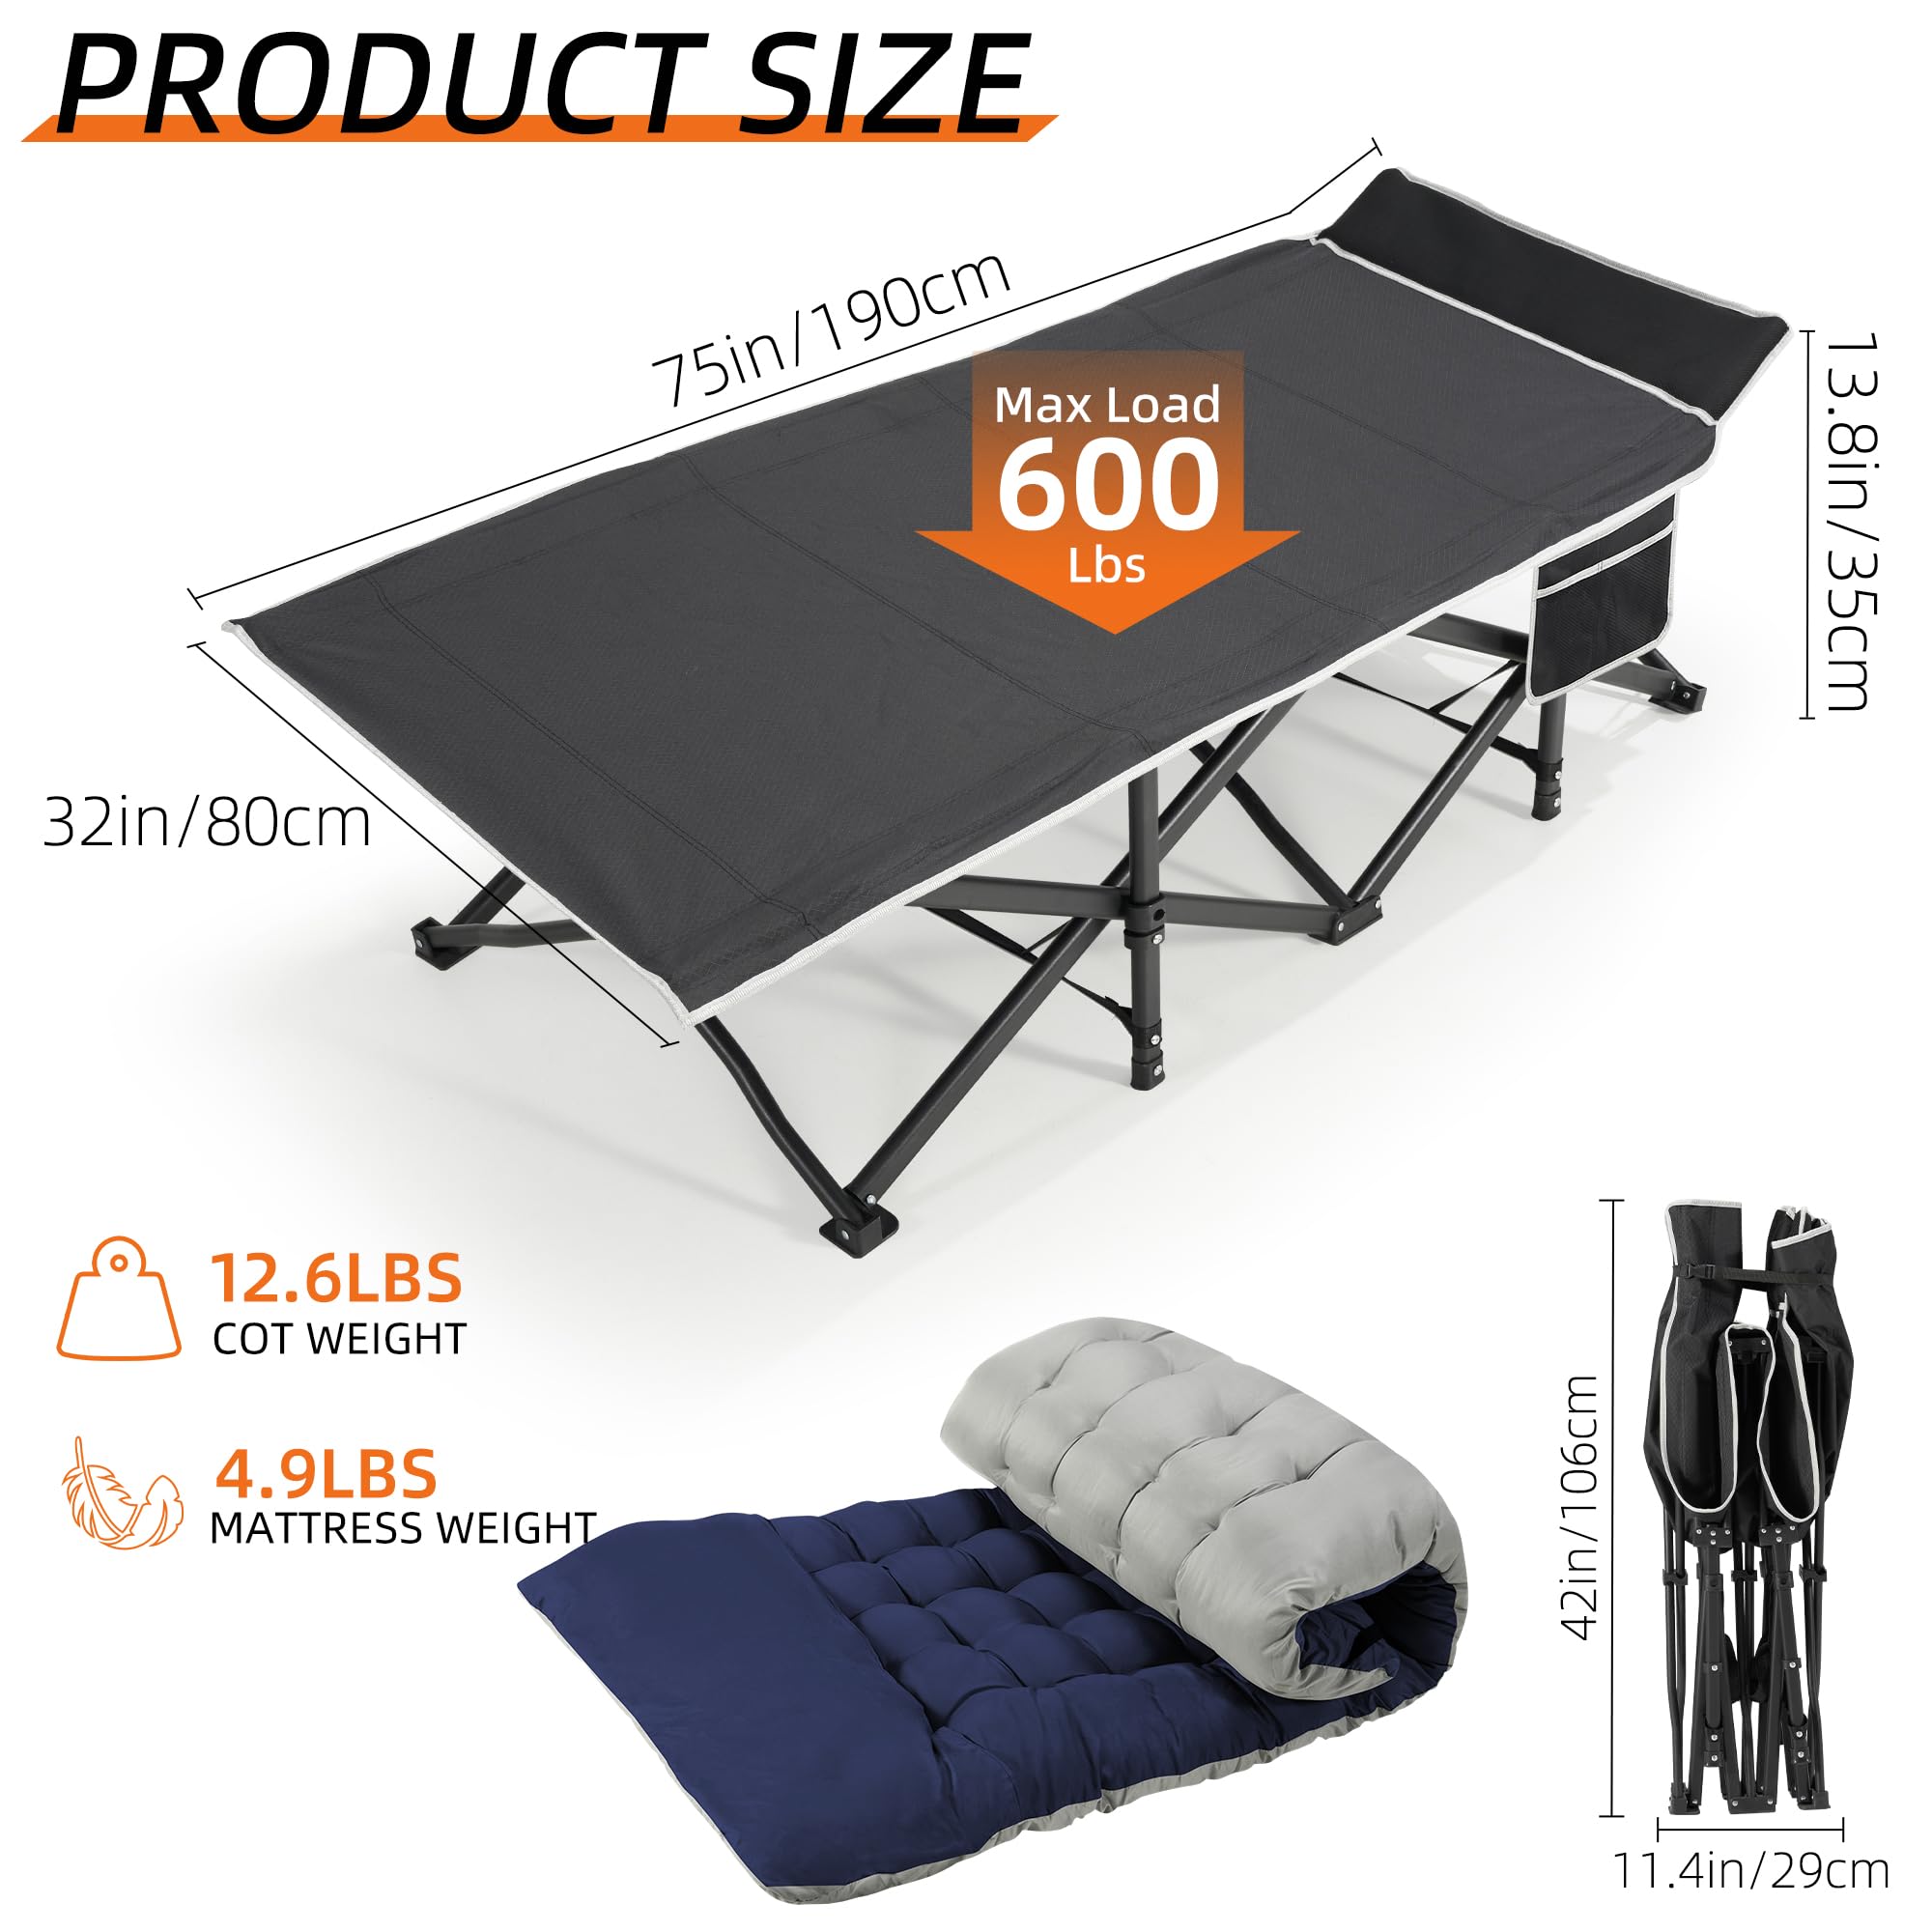 PRODUCT SIZE
75in/190cm
Max Load
600
Lbs
13.8in/35cm
32in/80cm
12.6LBS
COT WEIGHT
4.9LBS
MATTRESS WEIGHT
42in/106cm
11.4in/29cm